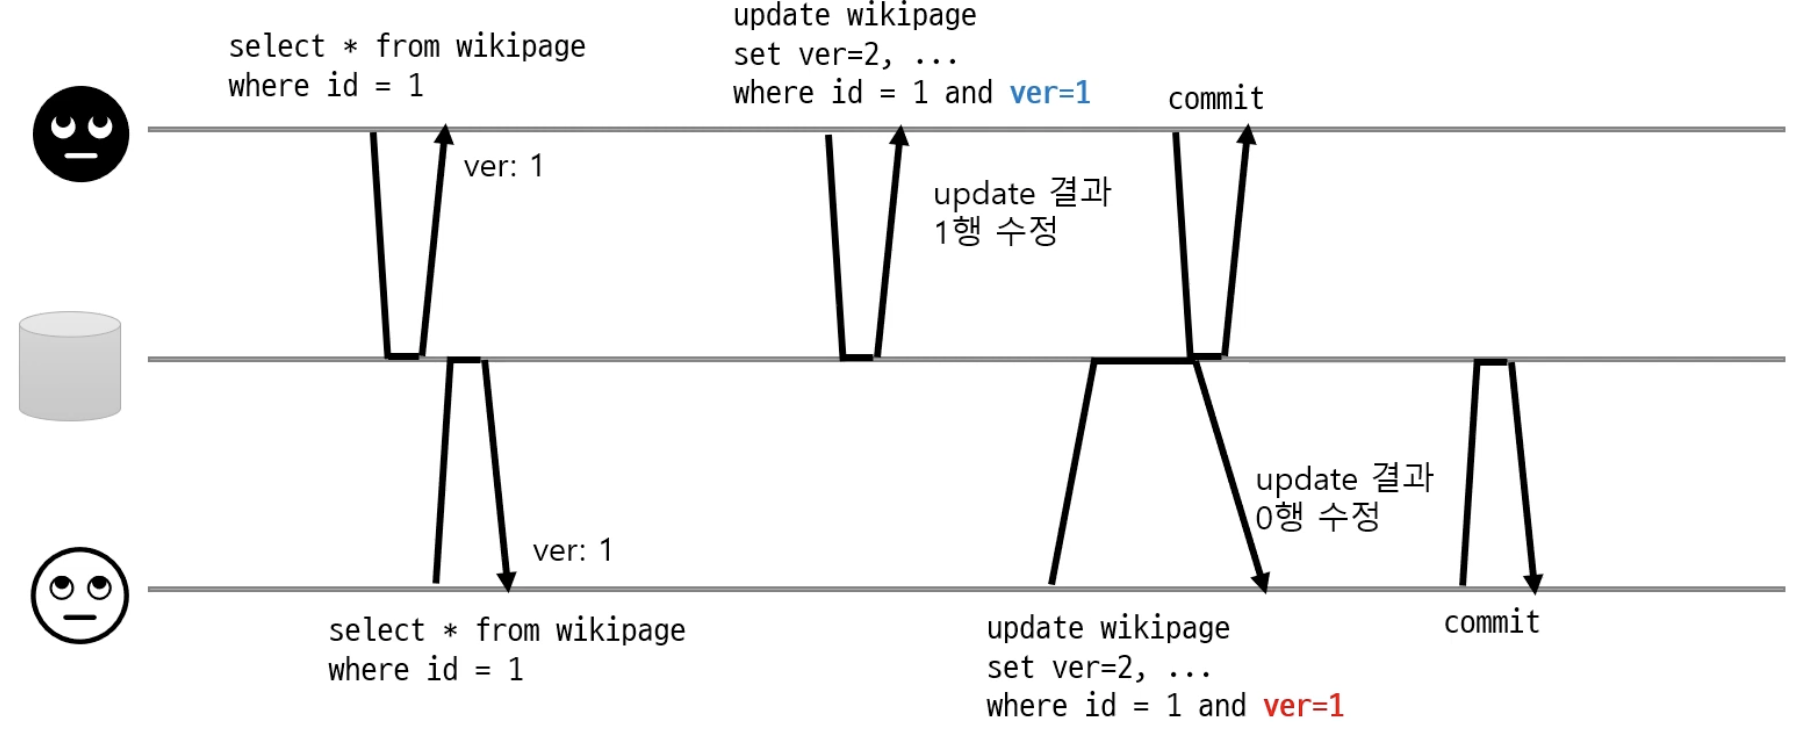 select * from wikipage
where id = 1
update wikipage
set ver=2, ...
where id = 1 and ver=1
commit
ver: 1
update 결과
1행 수정
update 결과
0행 수정
ver: 1
select * from wikipage
where id = 1
update wikipage
set ver=2, ...
where id = 1 and ver=1
commit